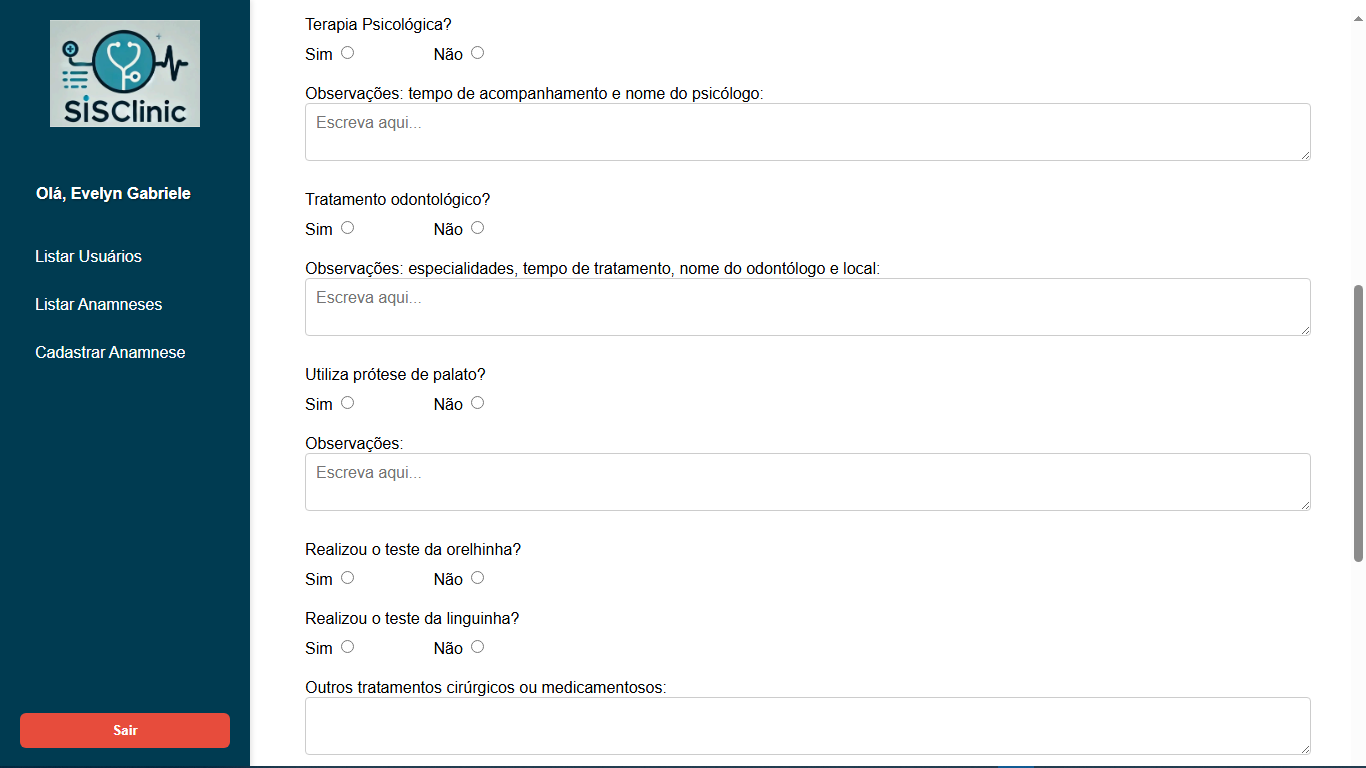 SiSClinic
Olá, Evelyn Gabriele
Listar Usuários
Listar Anamneses
Cadastrar Anamnese
Sair
Terapia Psicológica?
Sim Não
Observações: tempo de acompanhamento e nome do psicólogo:
Escreva aqui...
Tratamento odontológico?
Sim Não
Observações: especialidades, tempo de tratamento, nome do odontólogo e local:
Escreva aqui...
Utiliza prótese de palato?
Sim Não
Observações:
Escreva aqui...
Realizou o teste da orelhinha?
Sim Não
Realizou o teste da linguinha?
Sim Não
Outros tratamentos cirúrgicos ou medicamentosos: